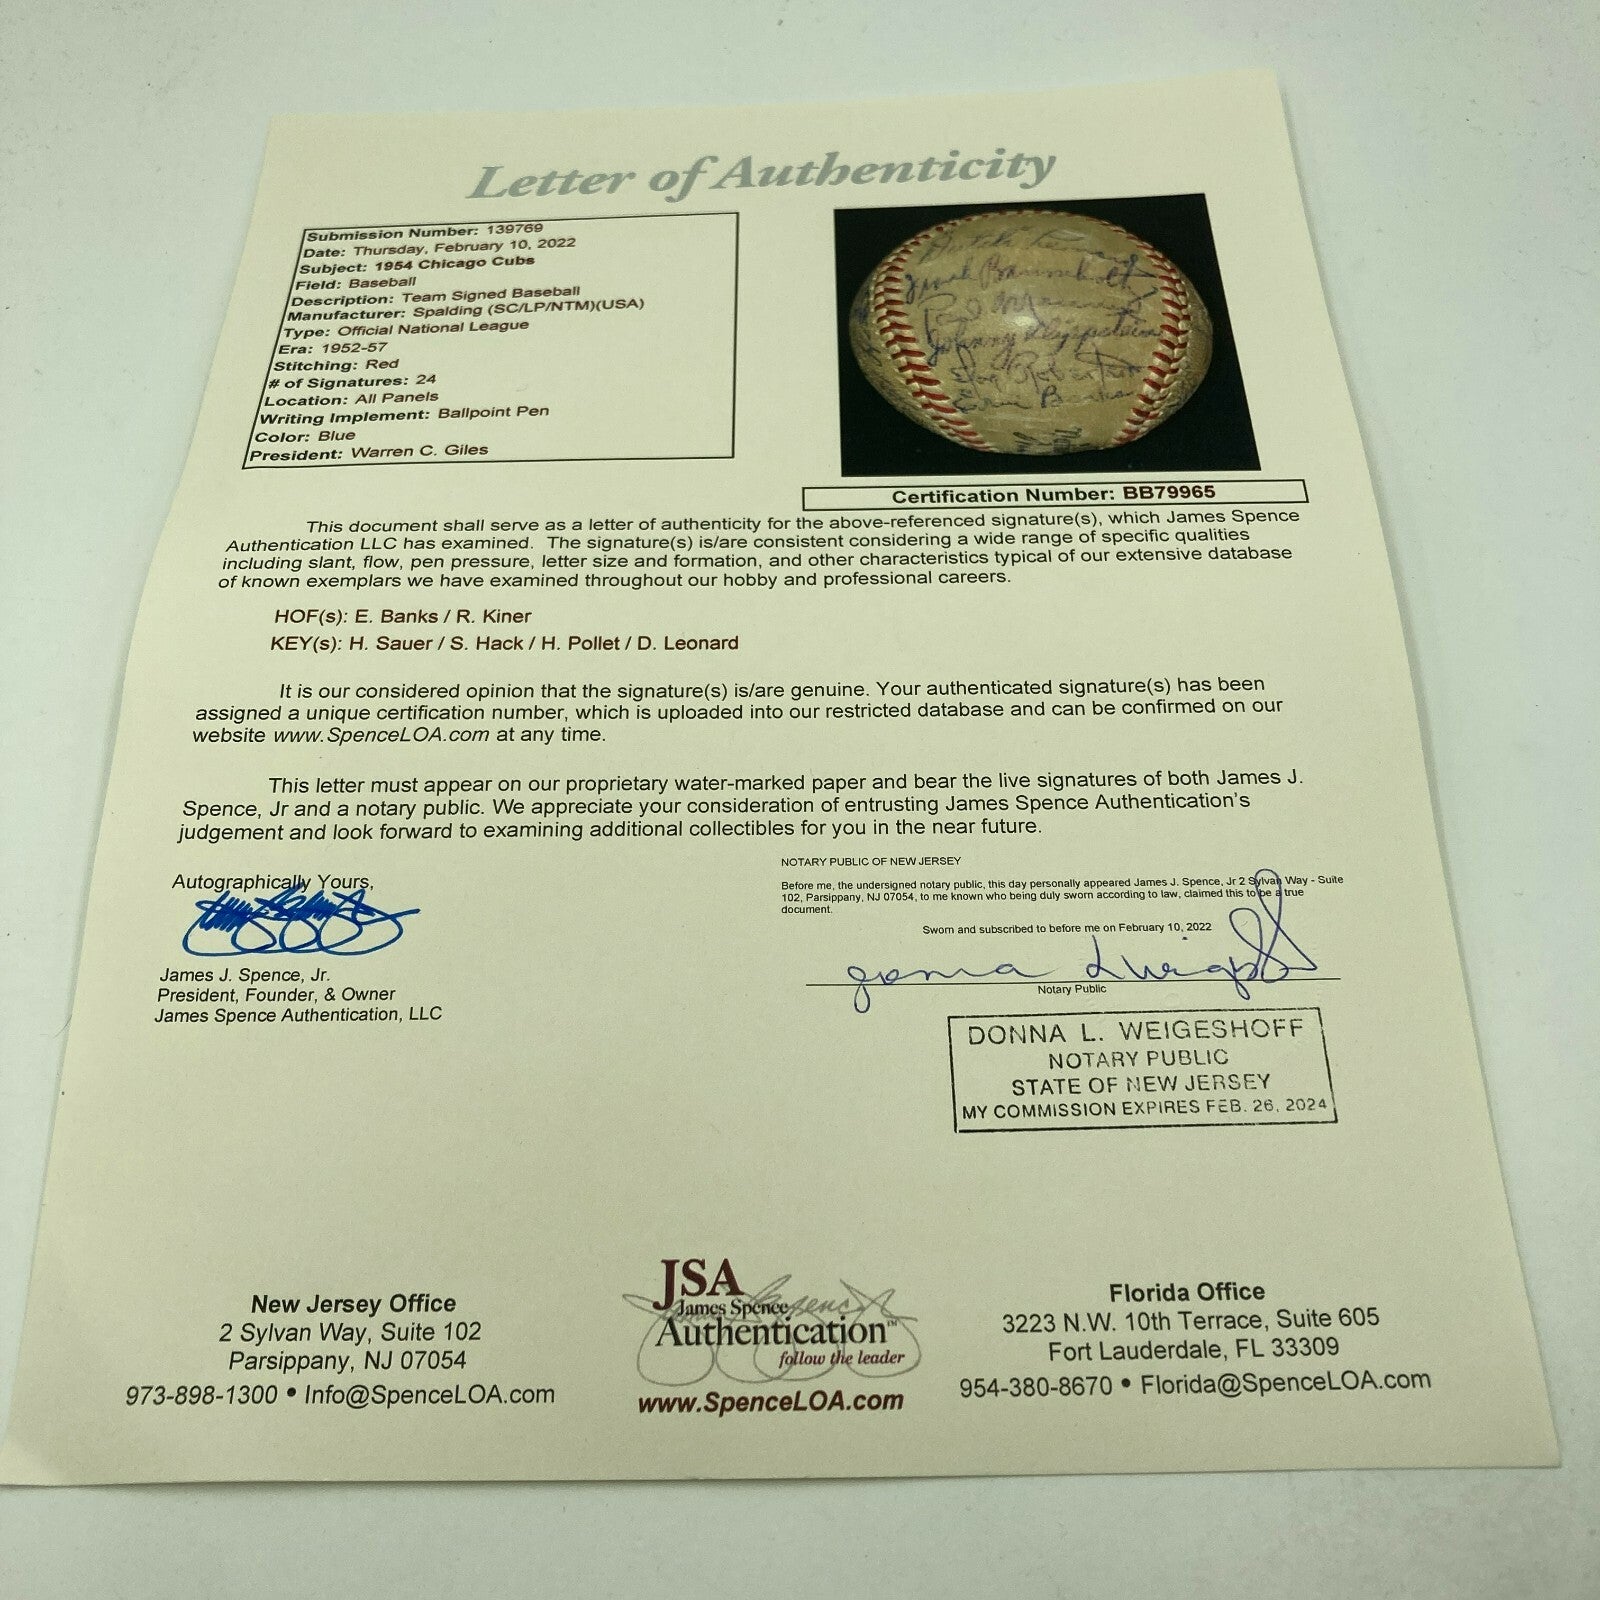 Letter of Authenticity
Submission Number: 139769
Date: Thursday, February 10, 2022
Subject: 1954 Chicago Cubs
Field: Baseball
Description: Team Signed Baseball
Manufacturer: Spalding (SC/LP/NTM)(USA)
Type: Official National League
Era: 1952-57
Stitching: Red
# of Signatures: 24
Location: All Panels
Writing Implement: Ballpoint Pen
Color: Blue
President: Warren C. Giles
Dutch Leonard
Frank Baumholtz
Johnny Klippstein
Ernie Banks
Certification Number: BB79965
This document shall serve as a letter of authenticity for the above-referenced signature(s), which James Spence
Authentication LLC has examined. The signature(s) is/are consistent considering a wide range of specific qualities
including slant, flow, pen pressure, letter size and formation, and other characteristics typical of our extensive database
of known exemplars we have examined throughout our hobby and professional careers.
HOF(s): E. Banks / R. Kiner
KEY(s): H. Sauer / S. Hack / H. Pollet / D. Leonard
It is our considered opinion that the signature(s) is/are genuine. Your authenticated signature(s) has been
assigned a unique certification number, which is uploaded into our restricted database and can be confirmed on our
website www.SpenceLOA.com at any time.
This letter must appear on our proprietary water-marked paper and bear the live signatures of both James J.
Spence, Jr and a notary public. We appreciate your consideration of entrusting James Spence Authentication's
judgement and look forward to examining additional collectibles for you in the near future.
Autographically Yours,
James J. Spence, Jr.
President, Founder, & Owner
James Spence Authentication, LLC
NOTARY PUBLIC OF NEW JERSEY
Before me, the undersigned notary public, this day personally appeared James J. Spence, Jr 2 Sylvan Way - Suite
102, Parsippany, NJ 07054, to me known who being duly sworn according to law, claimed this to be a true
document.
Sworn and subscribed to before me on February 10, 2022
Notary Public
DONNA L. WEIGESHOFF
NOTARY PUBLIC
STATE OF NEW JERSEY
MY COMMISSION EXPIRES FEB. 26, 2024
New Jersey Office
2 Sylvan Way, Suite 102
Parsippany, NJ 07054
973-898-1300 • Info@SpenceLOA.com
JSA
James Spence
Authentication™
follow the leader
www.SpenceLOA.com
Florida Office
3223 N.W. 10th Terrace, Suite 605
Fort Lauderdale, FL 33309
954-380-8670 • Florida@SpenceLOA.com